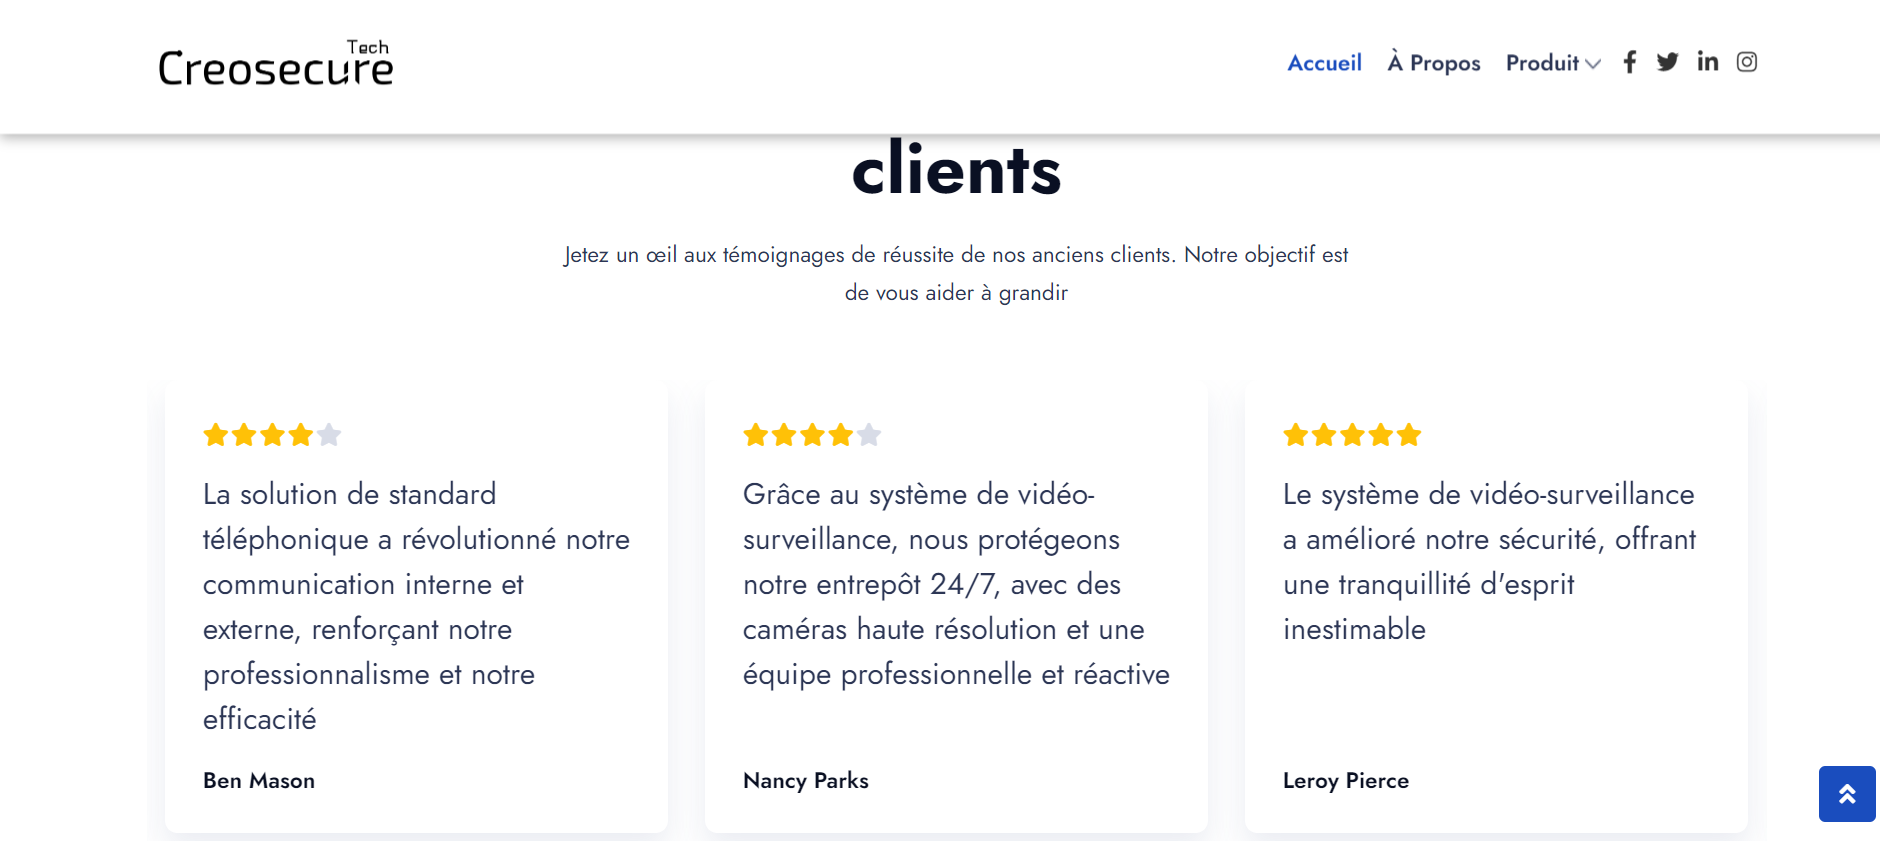 Tech
Creosecure
Accueil À Propos Produit
clients
Jetez un œil aux témoignages de réussite de nos anciens clients. Notre objectif est
de vous aider à grandir
La solution de standard
téléphonique a révolutionné notre
communication interne et
externe, renforçant notre
professionnalisme et notre
efficacité
Ben Mason
Grâce au système de vidéo-
surveillance, nous protégeons
notre entrepôt 24/7, avec des
caméras haute résolution et une
équipe professionnelle et réactive
Nancy Parks
Le système de vidéo-surveillance
a amélioré notre sécurité, offrant
une tranquillité d'esprit
inestimable
Leroy Pierce